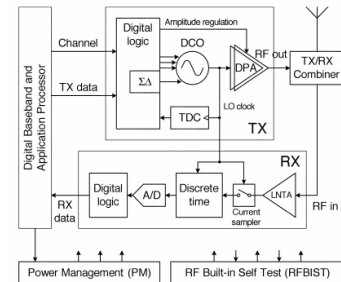 Digital Baseband and
Application Processor
Channel
TX data
Digital
logic
Amplitude regulation
DCO
ΣΔ
TDC
DPA
RF out
TX/RX
Combiner
LO clock
TX
RX
RX
data
Digital
logic
A/D
Discrete
time
Current
sampler
LNTA
RF in
Power Management (PM)
RF Built-in Self Test (RFBIST)